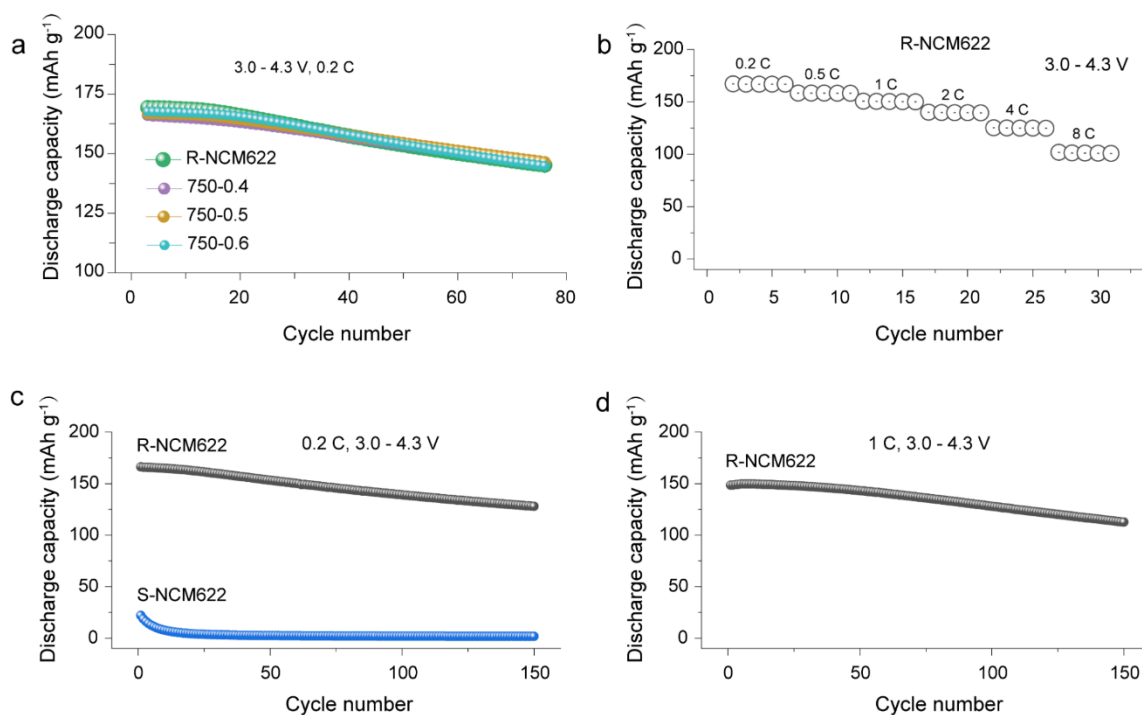 a
Discharge capacity (mAh g⁻¹)
200
175
150
125
100
3.0 - 4.3 V, 0.2 C
R-NCM622
750-0.4
750-0.5
750-0.6
0
20
40
60
80
Cycle number
b
Discharge capacity (mAh g⁻¹)
200
150
100
50
0
R-NCM622
3.0 - 4.3 V
0.2 C
0.5 C
1 C
2 C
4 C
8 C
0
5
10
15
20
25
30
Cycle number
c
Discharge capacity (mAh g⁻¹)
200
150
100
50
0
R-NCM622
0.2 C, 3.0 - 4.3 V
S-NCM622
0
50
100
150
Cycle number
d
Discharge capacity (mAh g⁻¹)
200
150
100
50
0
1 C, 3.0 - 4.3 V
R-NCM622
0
50
100
150
Cycle number